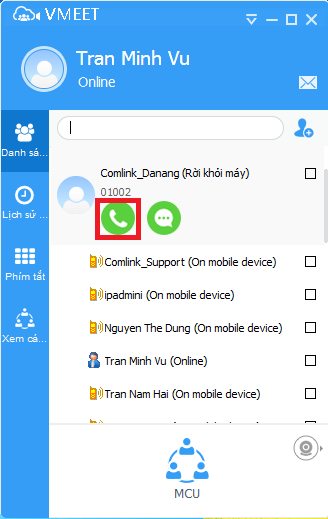 VMEET
Tran Minh Vu
Online
Danh sá...
Comlink_Danang (Rời khỏi máy)
01002
Lịch sử ...
Comlink_Support (On mobile device)
Phím tắt
ipadmini (On mobile device)
Nguyen The Dung (On mobile device)
Xem cá...
Tran Minh Vu (Online)
Tran Nam Hai (On mobile device)
MCU